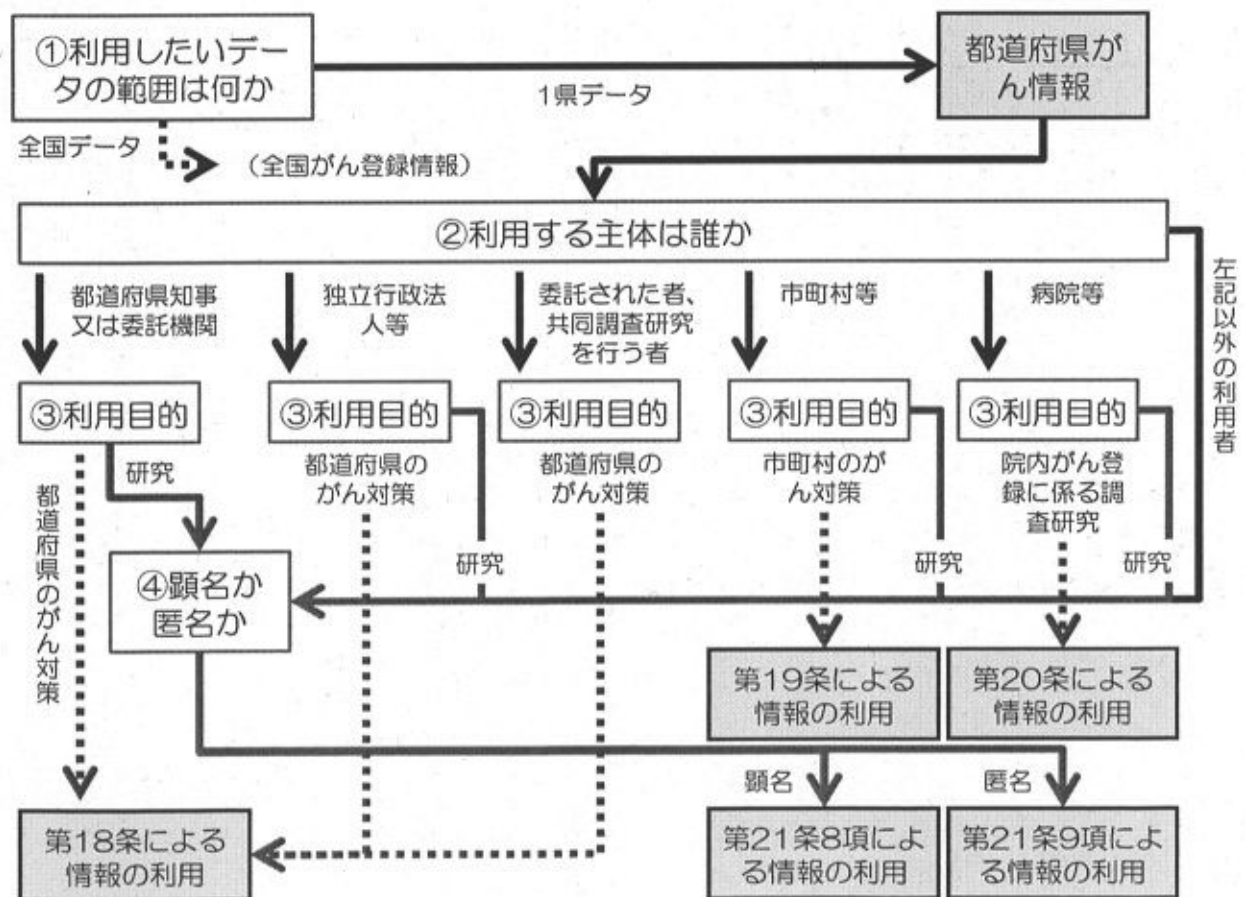 ①利用したいデー
タの範囲は何か
都道府県が
ん情報
1県データ
全国データ
(全国がん登録情報)
②利用する主体は誰か
左記以外の利用者
都道府県知事
又は委託機関
独立行政法
人等
委託された者、
共同調査研究
を行う者
市町村等
病院等
③利用目的
③利用目的
③利用目的
③利用目的
③利用目的
研究
都道府県の
がん対策
都道府県の
がん対策
市町村のが
ん対策
院内がん登
録に係る調
査研究
都道府県のがん対策
研究
研究
研究
④顕名か
匿名か
第19条による
情報の利用
第20条による
情報の利用
顕名
匿名
第18条による
情報の利用
第21条8項によ
る情報の利用
第21条9項によ
る情報の利用